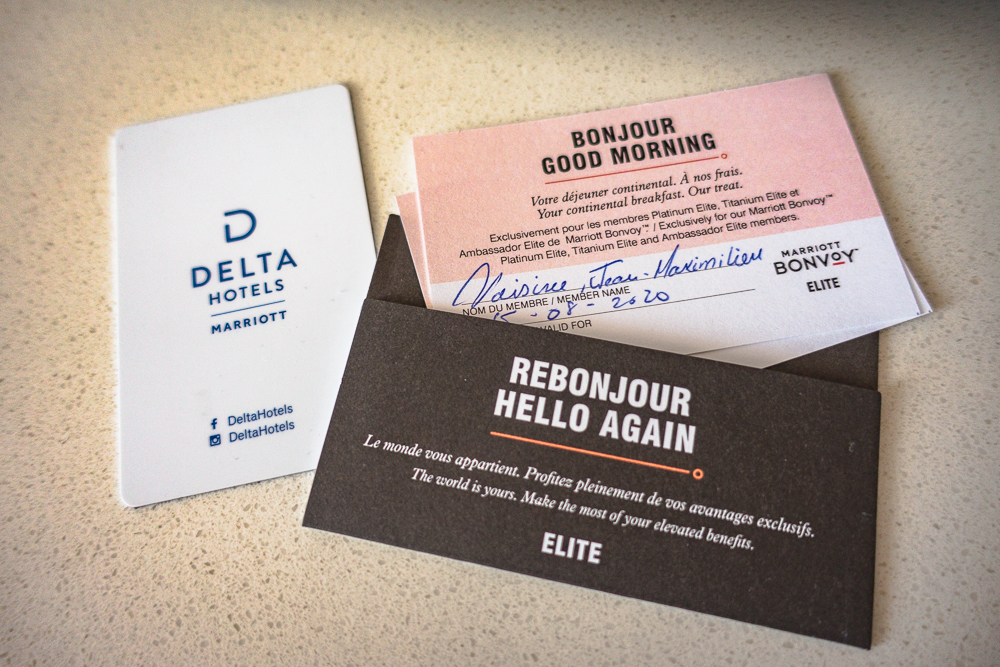 D
DELTA
HOTELS
MARRIOTT
DeltaHotels
DeltaHotels
BONJOUR
GOOD MORNING
Votre déjeuner continental. À nos frais.
Your continental breakfast. Our treat.
Exclusivement pour les membres Platinum Elite, Titanium Elite et
Ambassador Elite de Marriott Bonvoy™ / Exclusively for our Marriott Bonvoy™
Platinum Elite, Titanium Elite and Ambassador Elite members.
Jean-Maximilien
NOM DU MEMBRE / MEMBER NAME
15-08-2020
VALID FOR
MARRIOTT
BONVOY™
ELITE
REBONJOUR
HELLO AGAIN
Le monde vous appartient. Profitez pleinement de vos avantages exclusifs.
The world is yours. Make the most of your elevated benefits.
ELITE